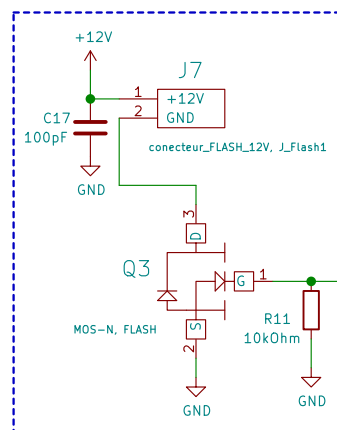 +12V
J7
1
+12V
2
GND
C17
100pF
conecteur_FLASH_12V, J_Flash1
GND
3
D
Q3
G
1
S
MOS-N, FLASH
2
R11
10kOhm
GND
GND